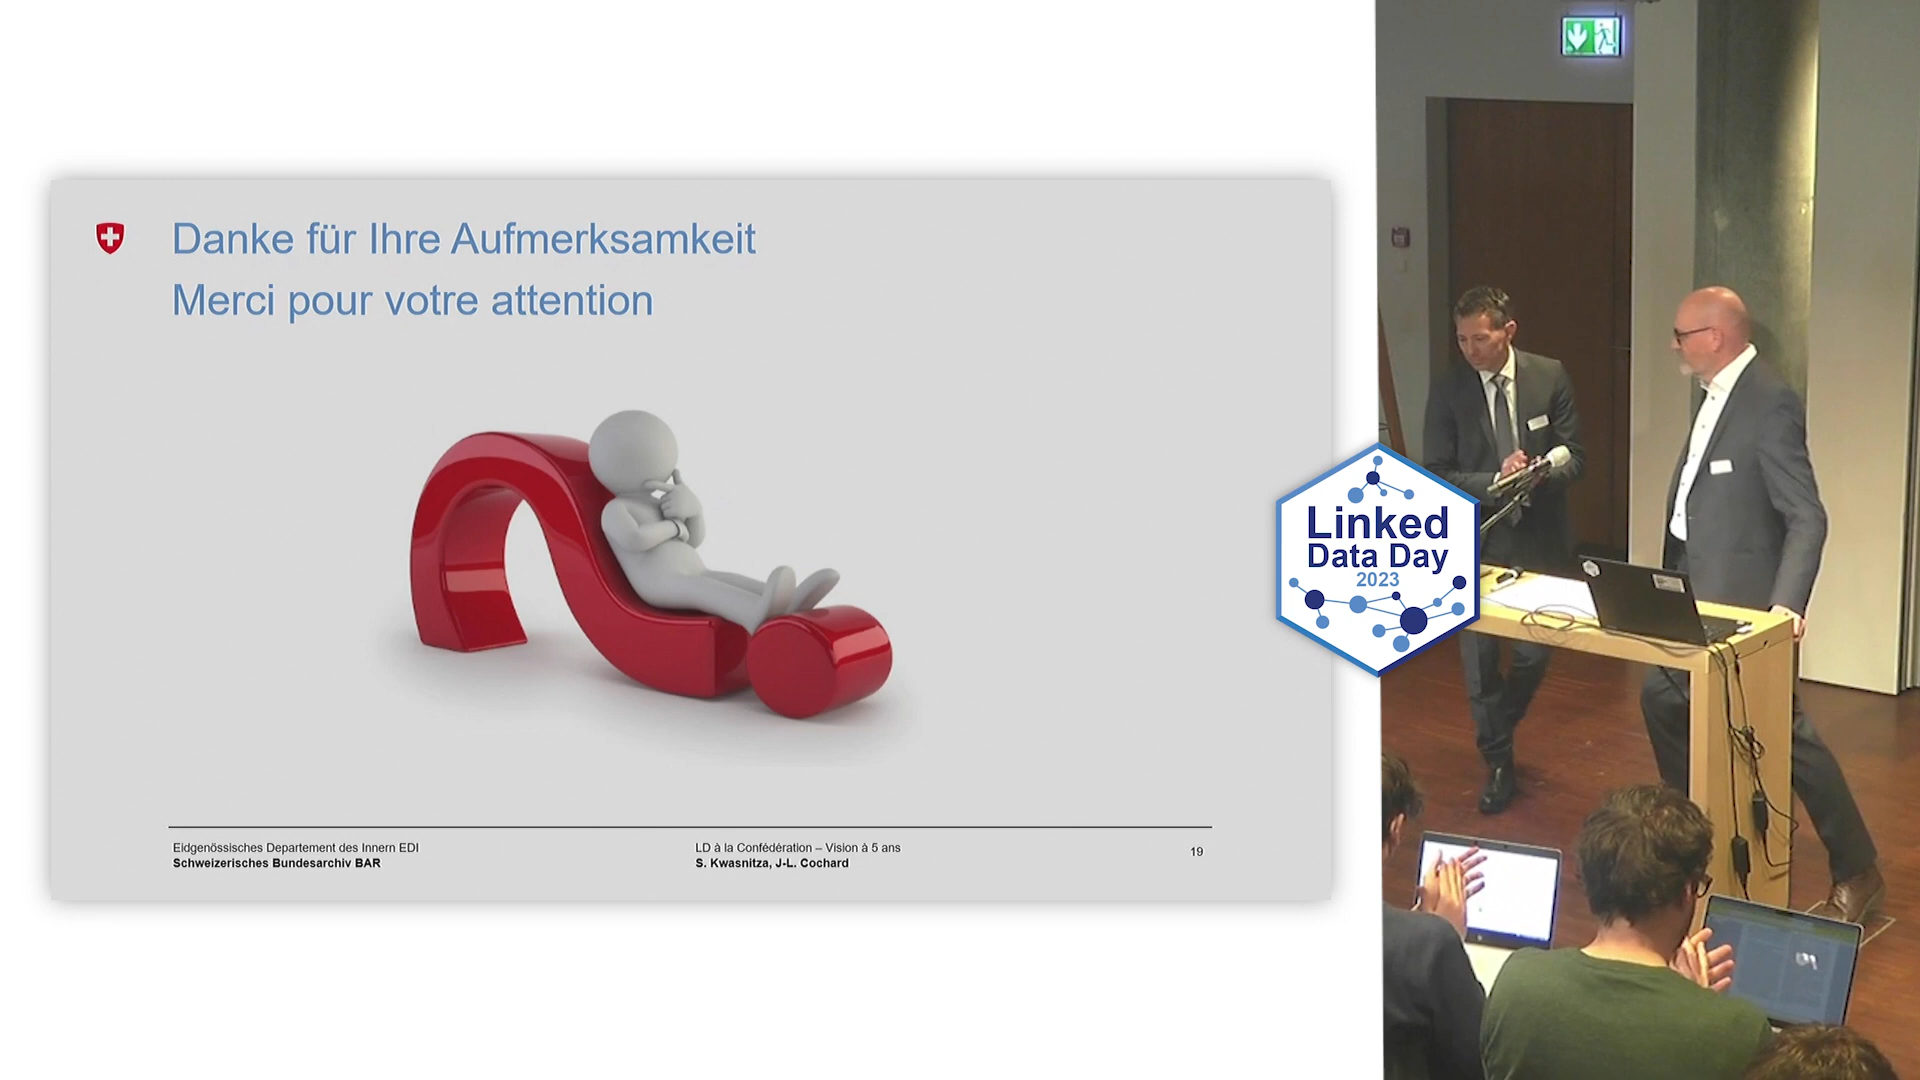 Danke für Ihre Aufmerksamkeit
Merci pour votre attention
Eidgenössisches Departement des Innern EDI
Schweizerisches Bundesarchiv BAR
LD à la Confédération – Vision à 5 ans
S. Kwasnitza, J-L. Cochard
19
Linked
Data Day
2023